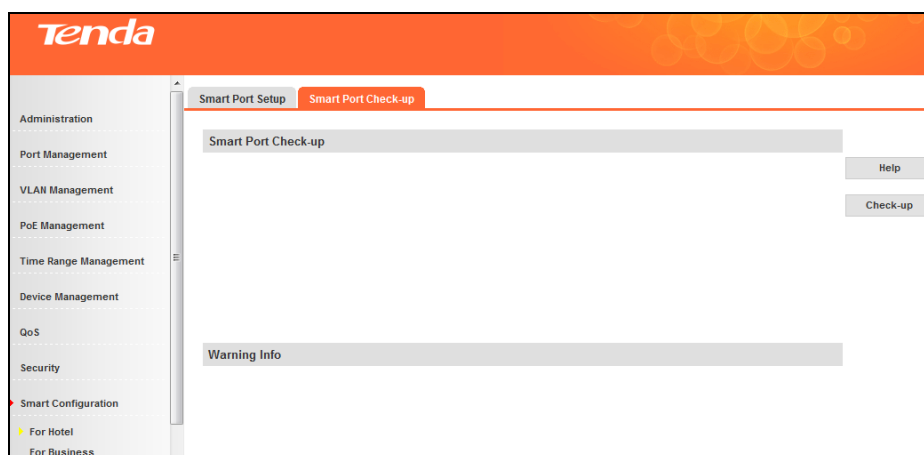 Tenda
Smart Port Setup
Smart Port Check-up
Administration
Smart Port Check-up
Port Management
Help
VLAN Management
Check-up
PoE Management
Time Range Management
Device Management
QoS
Warning Info
Security
Smart Configuration
For Hotel
For Business